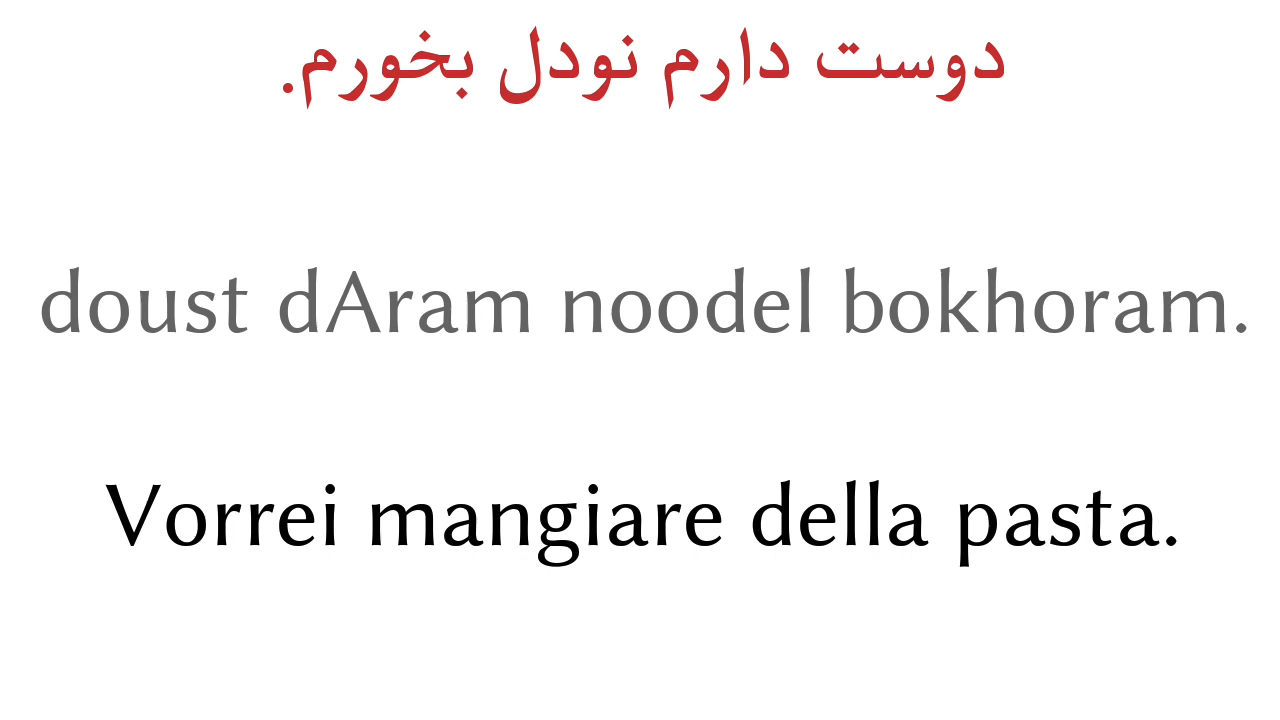 دوست دارم نودل بخورم.
doust dAram noodel bokhoram.
Vorrei mangiare della pasta.